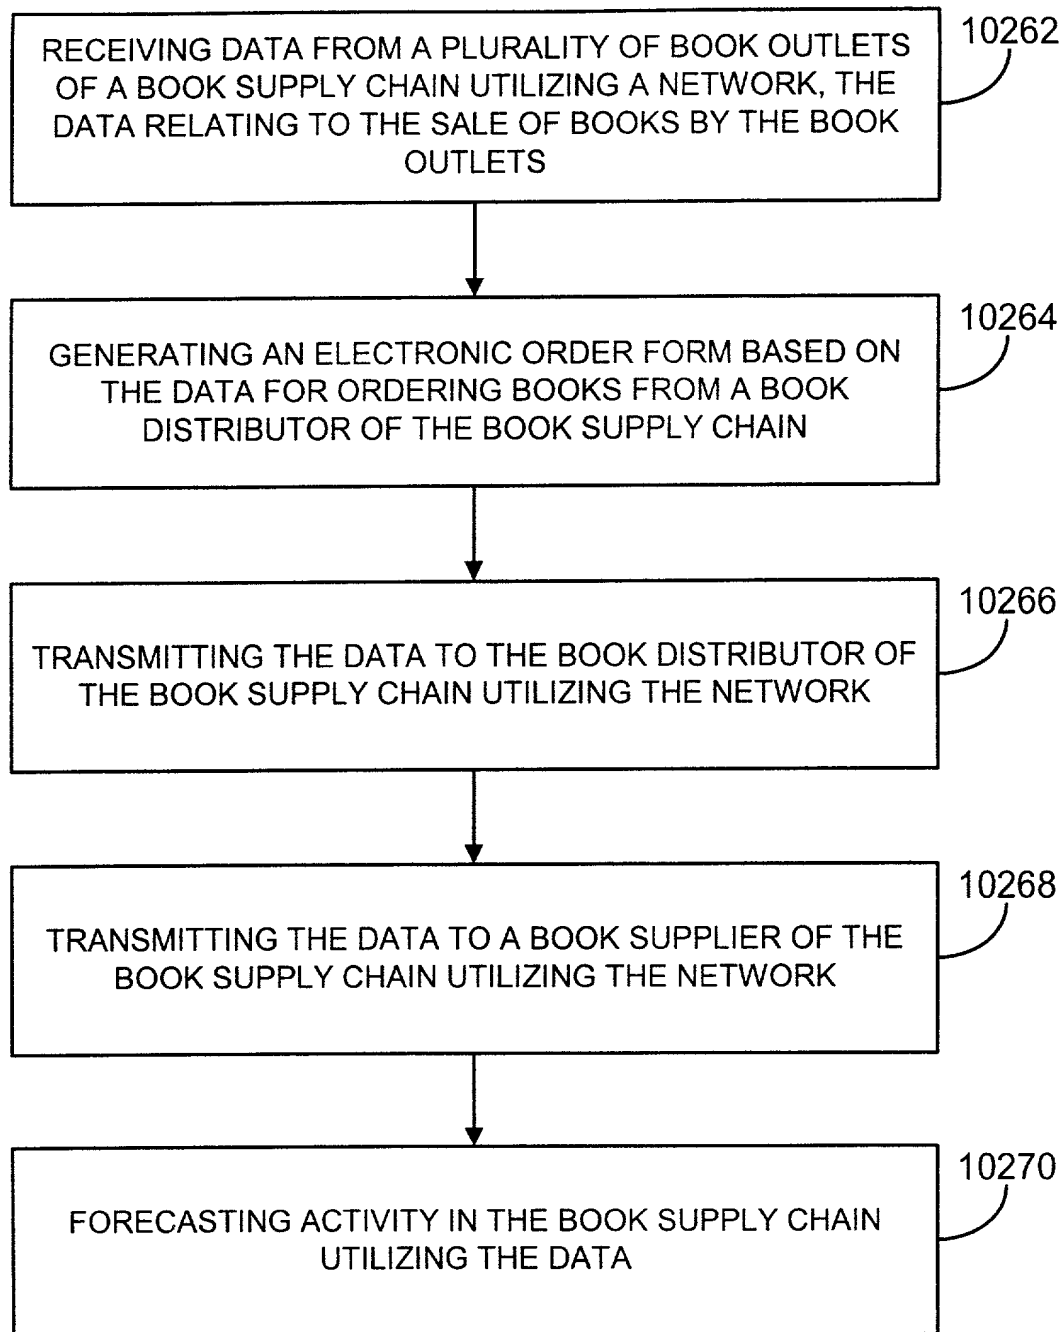 RECEIVING DATA FROM A PLURALITY OF BOOK OUTLETS
OF A BOOK SUPPLY CHAIN UTILIZING A NETWORK, THE
DATA RELATING TO THE SALE OF BOOKS BY THE BOOK
OUTLETS
10262
GENERATING AN ELECTRONIC ORDER FORM BASED ON
THE DATA FOR ORDERING BOOKS FROM A BOOK
DISTRIBUTOR OF THE BOOK SUPPLY CHAIN
10264
TRANSMITTING THE DATA TO THE BOOK DISTRIBUTOR OF
THE BOOK SUPPLY CHAIN UTILIZING THE NETWORK
10266
TRANSMITTING THE DATA TO A BOOK SUPPLIER OF THE
BOOK SUPPLY CHAIN UTILIZING THE NETWORK
10268
FORECASTING ACTIVITY IN THE BOOK SUPPLY CHAIN
UTILIZING THE DATA
10270